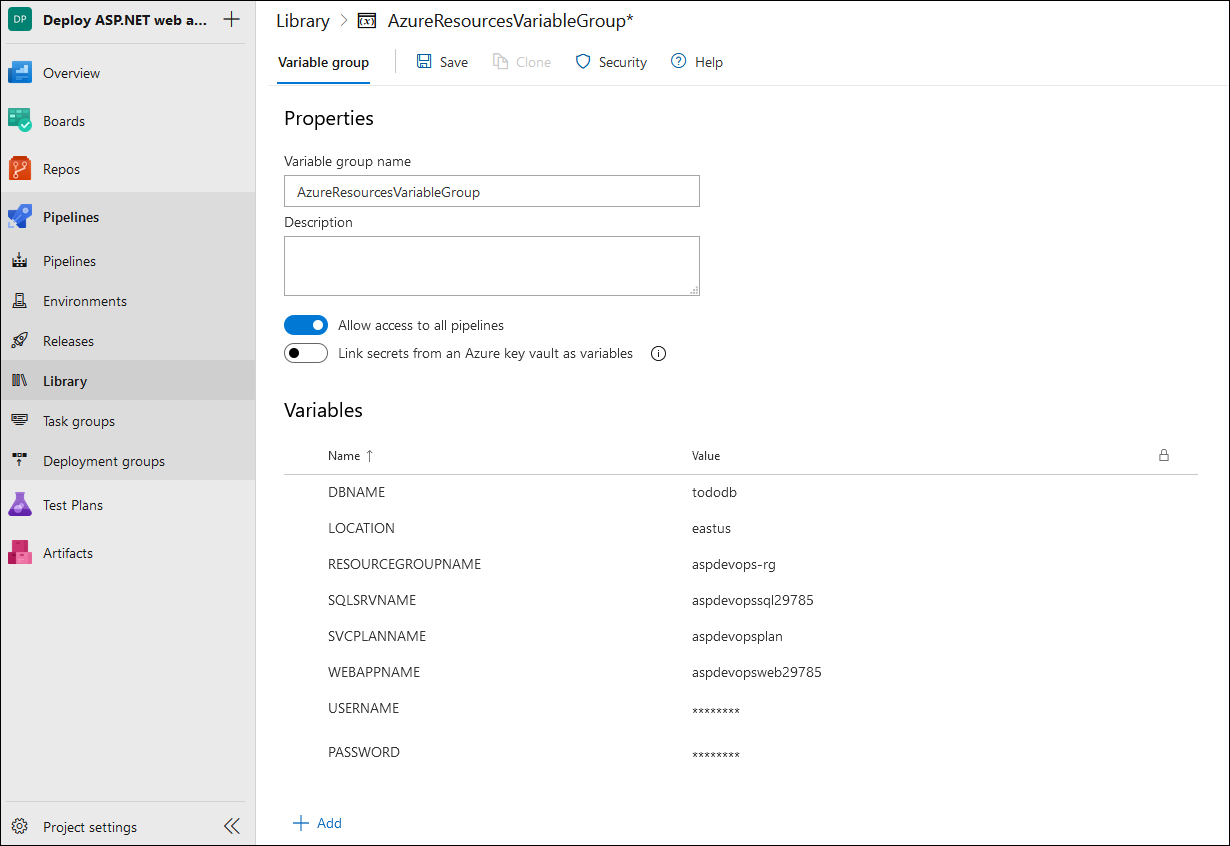 DP Deploy ASP.NET web a...
Overview
Boards
Repos
Pipelines
Pipelines
Environments
Releases
Library
Task groups
Deployment groups
Test Plans
Artifacts
Project settings
Library > (x) AzureResourcesVariableGroup*
Variable group Save Clone Security ? Help
Properties
Variable group name
AzureResourcesVariableGroup
Description
Allow access to all pipelines
Link secrets from an Azure key vault as variables i
Variables
Name ↑ Value
DBNAME tododb
LOCATION eastus
RESOURCEGROUPNAME aspdevops-rg
SQLSRVNAME aspdevopssql29785
SVCPLANNAME aspdevopsplan
WEBAPPNAME aspdevopsweb29785
USERNAME ********
PASSWORD ********
+ Add